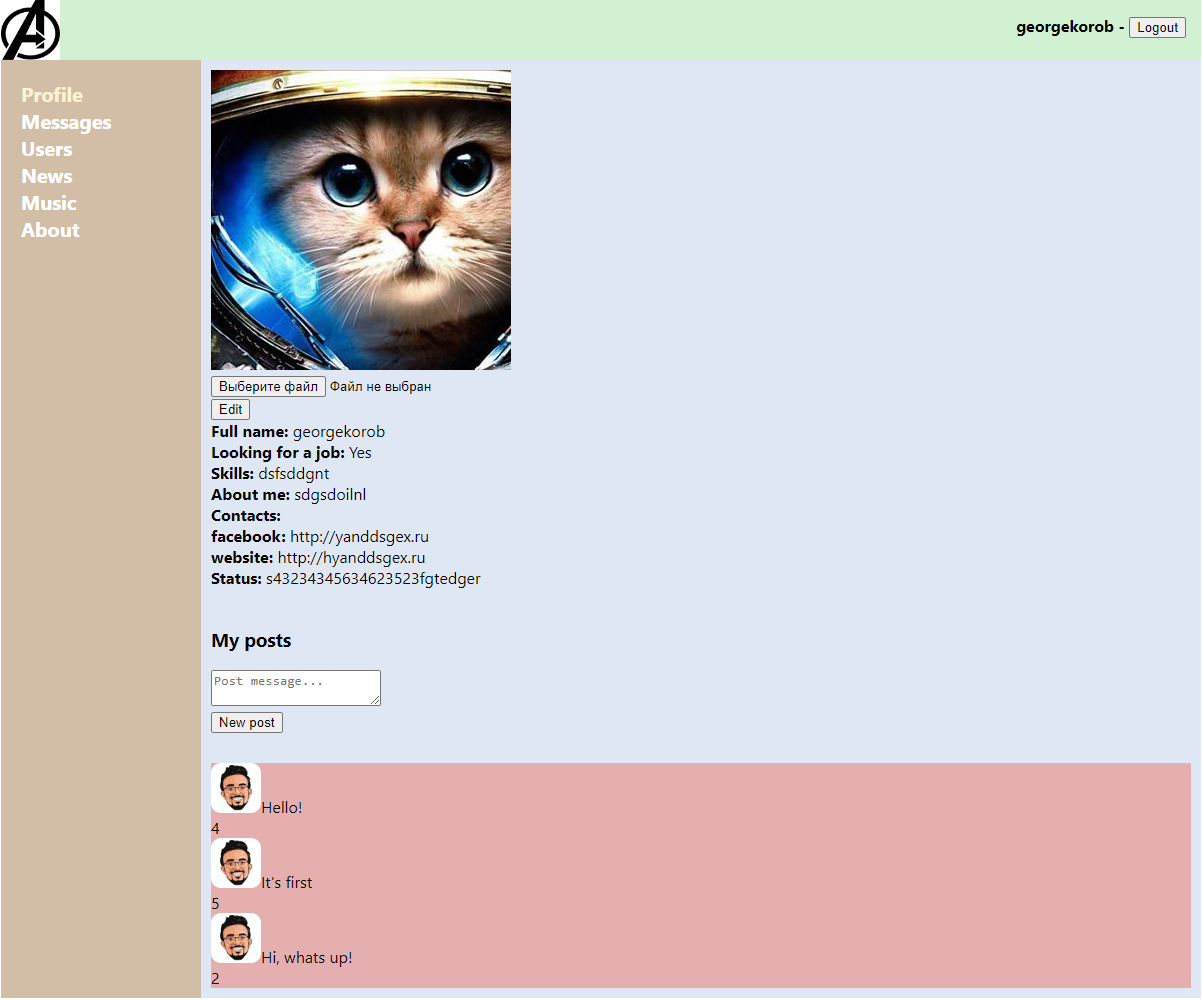 georgekorob - Logout
Profile
Messages
Users
News
Music
About
Выберите файл Файл не выбран
Edit
Full name: georgekorob
Looking for a job: Yes
Skills: dsfsddgnt
About me: sdgsdoilnl
Contacts:
facebook: http://yanddsgex.ru
website: http://hyanddsgex.ru
Status: s43234345634623523fgtedger
My posts
Post message...
New post
Hello!
4
It's first
5
Hi, whats up!
2